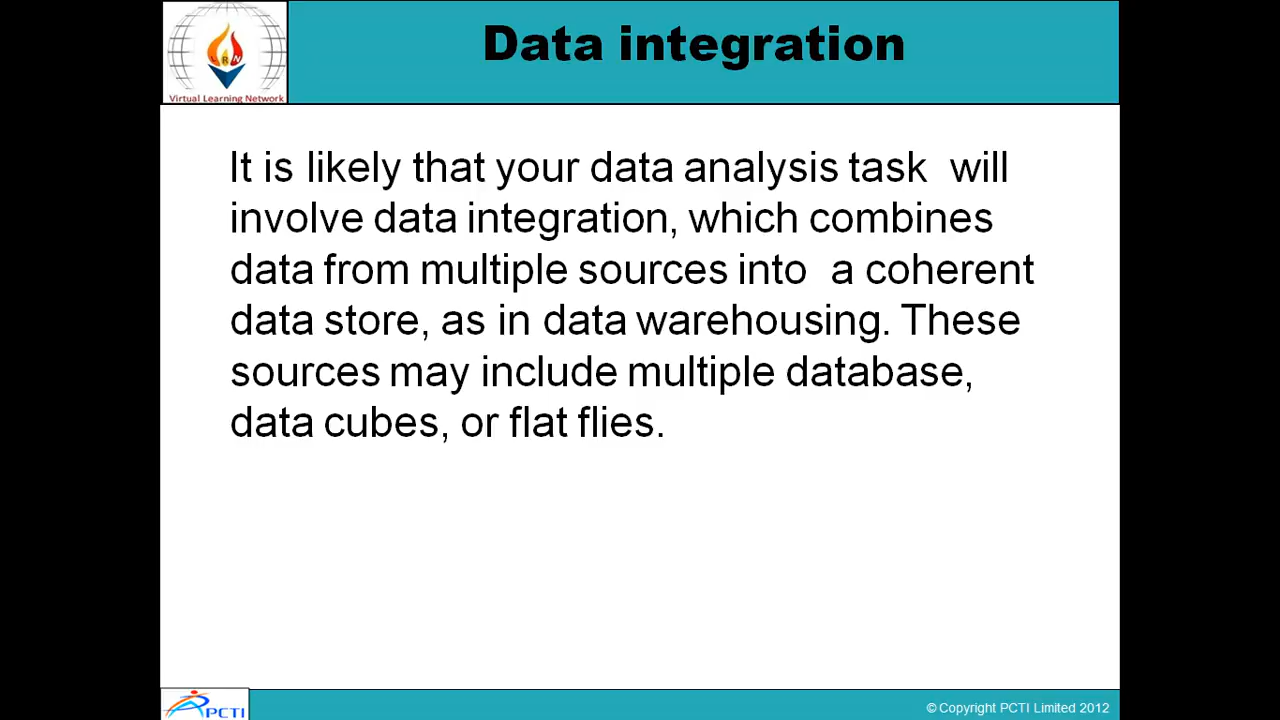 Data integration
LRN
Virtual Learning Network
It is likely that your data analysis task  will
involve data integration, which combines
data from multiple sources into  a coherent
data store, as in data warehousing. These
sources may include multiple database,
data cubes, or flat flies.
PCTI
© Copyright PCTI Limited 2012